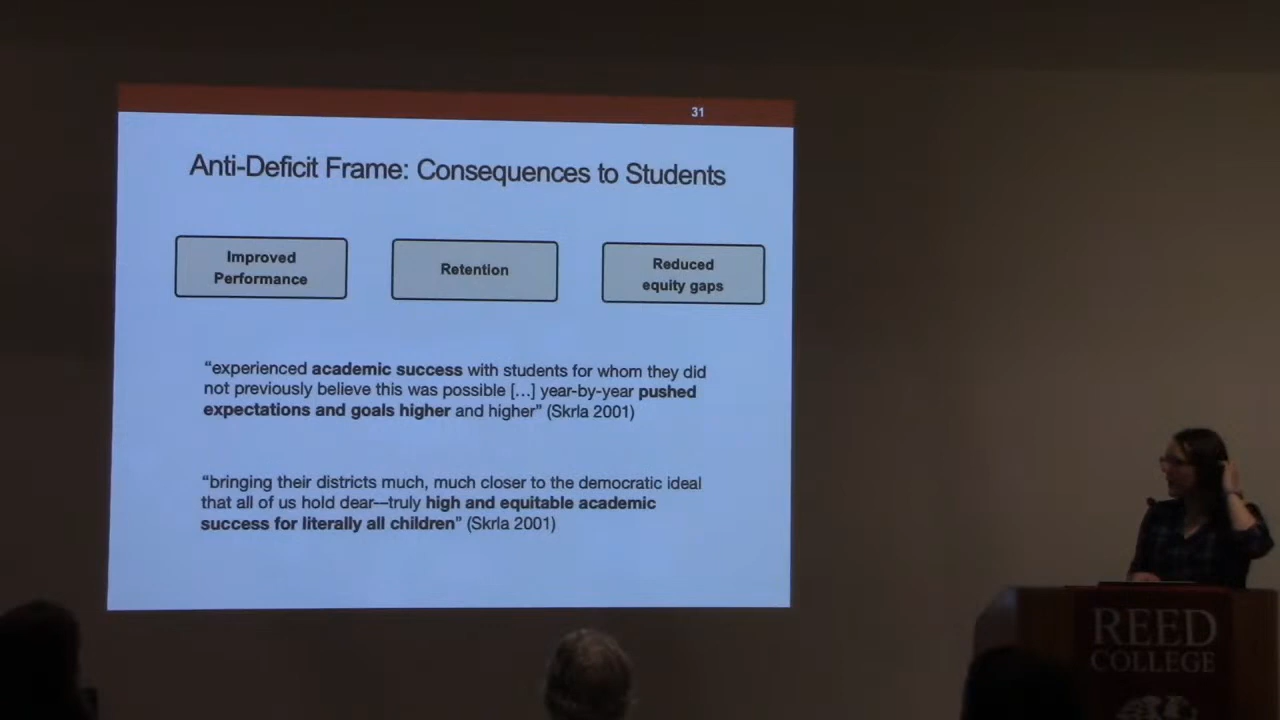 31
Anti-Deficit Frame: Consequences to Students
Improved
Performance
Retention
Reduced
equity gaps
“experienced academic success with students for whom they did
not previously believe this was possible […] year-by-year pushed
expectations and goals higher and higher” (Skrla 2001)
“bringing their districts much, much closer to the democratic ideal
that all of us hold dear---truly high and equitable academic
success for literally all children” (Skrla 2001)
REED
COLLEGE